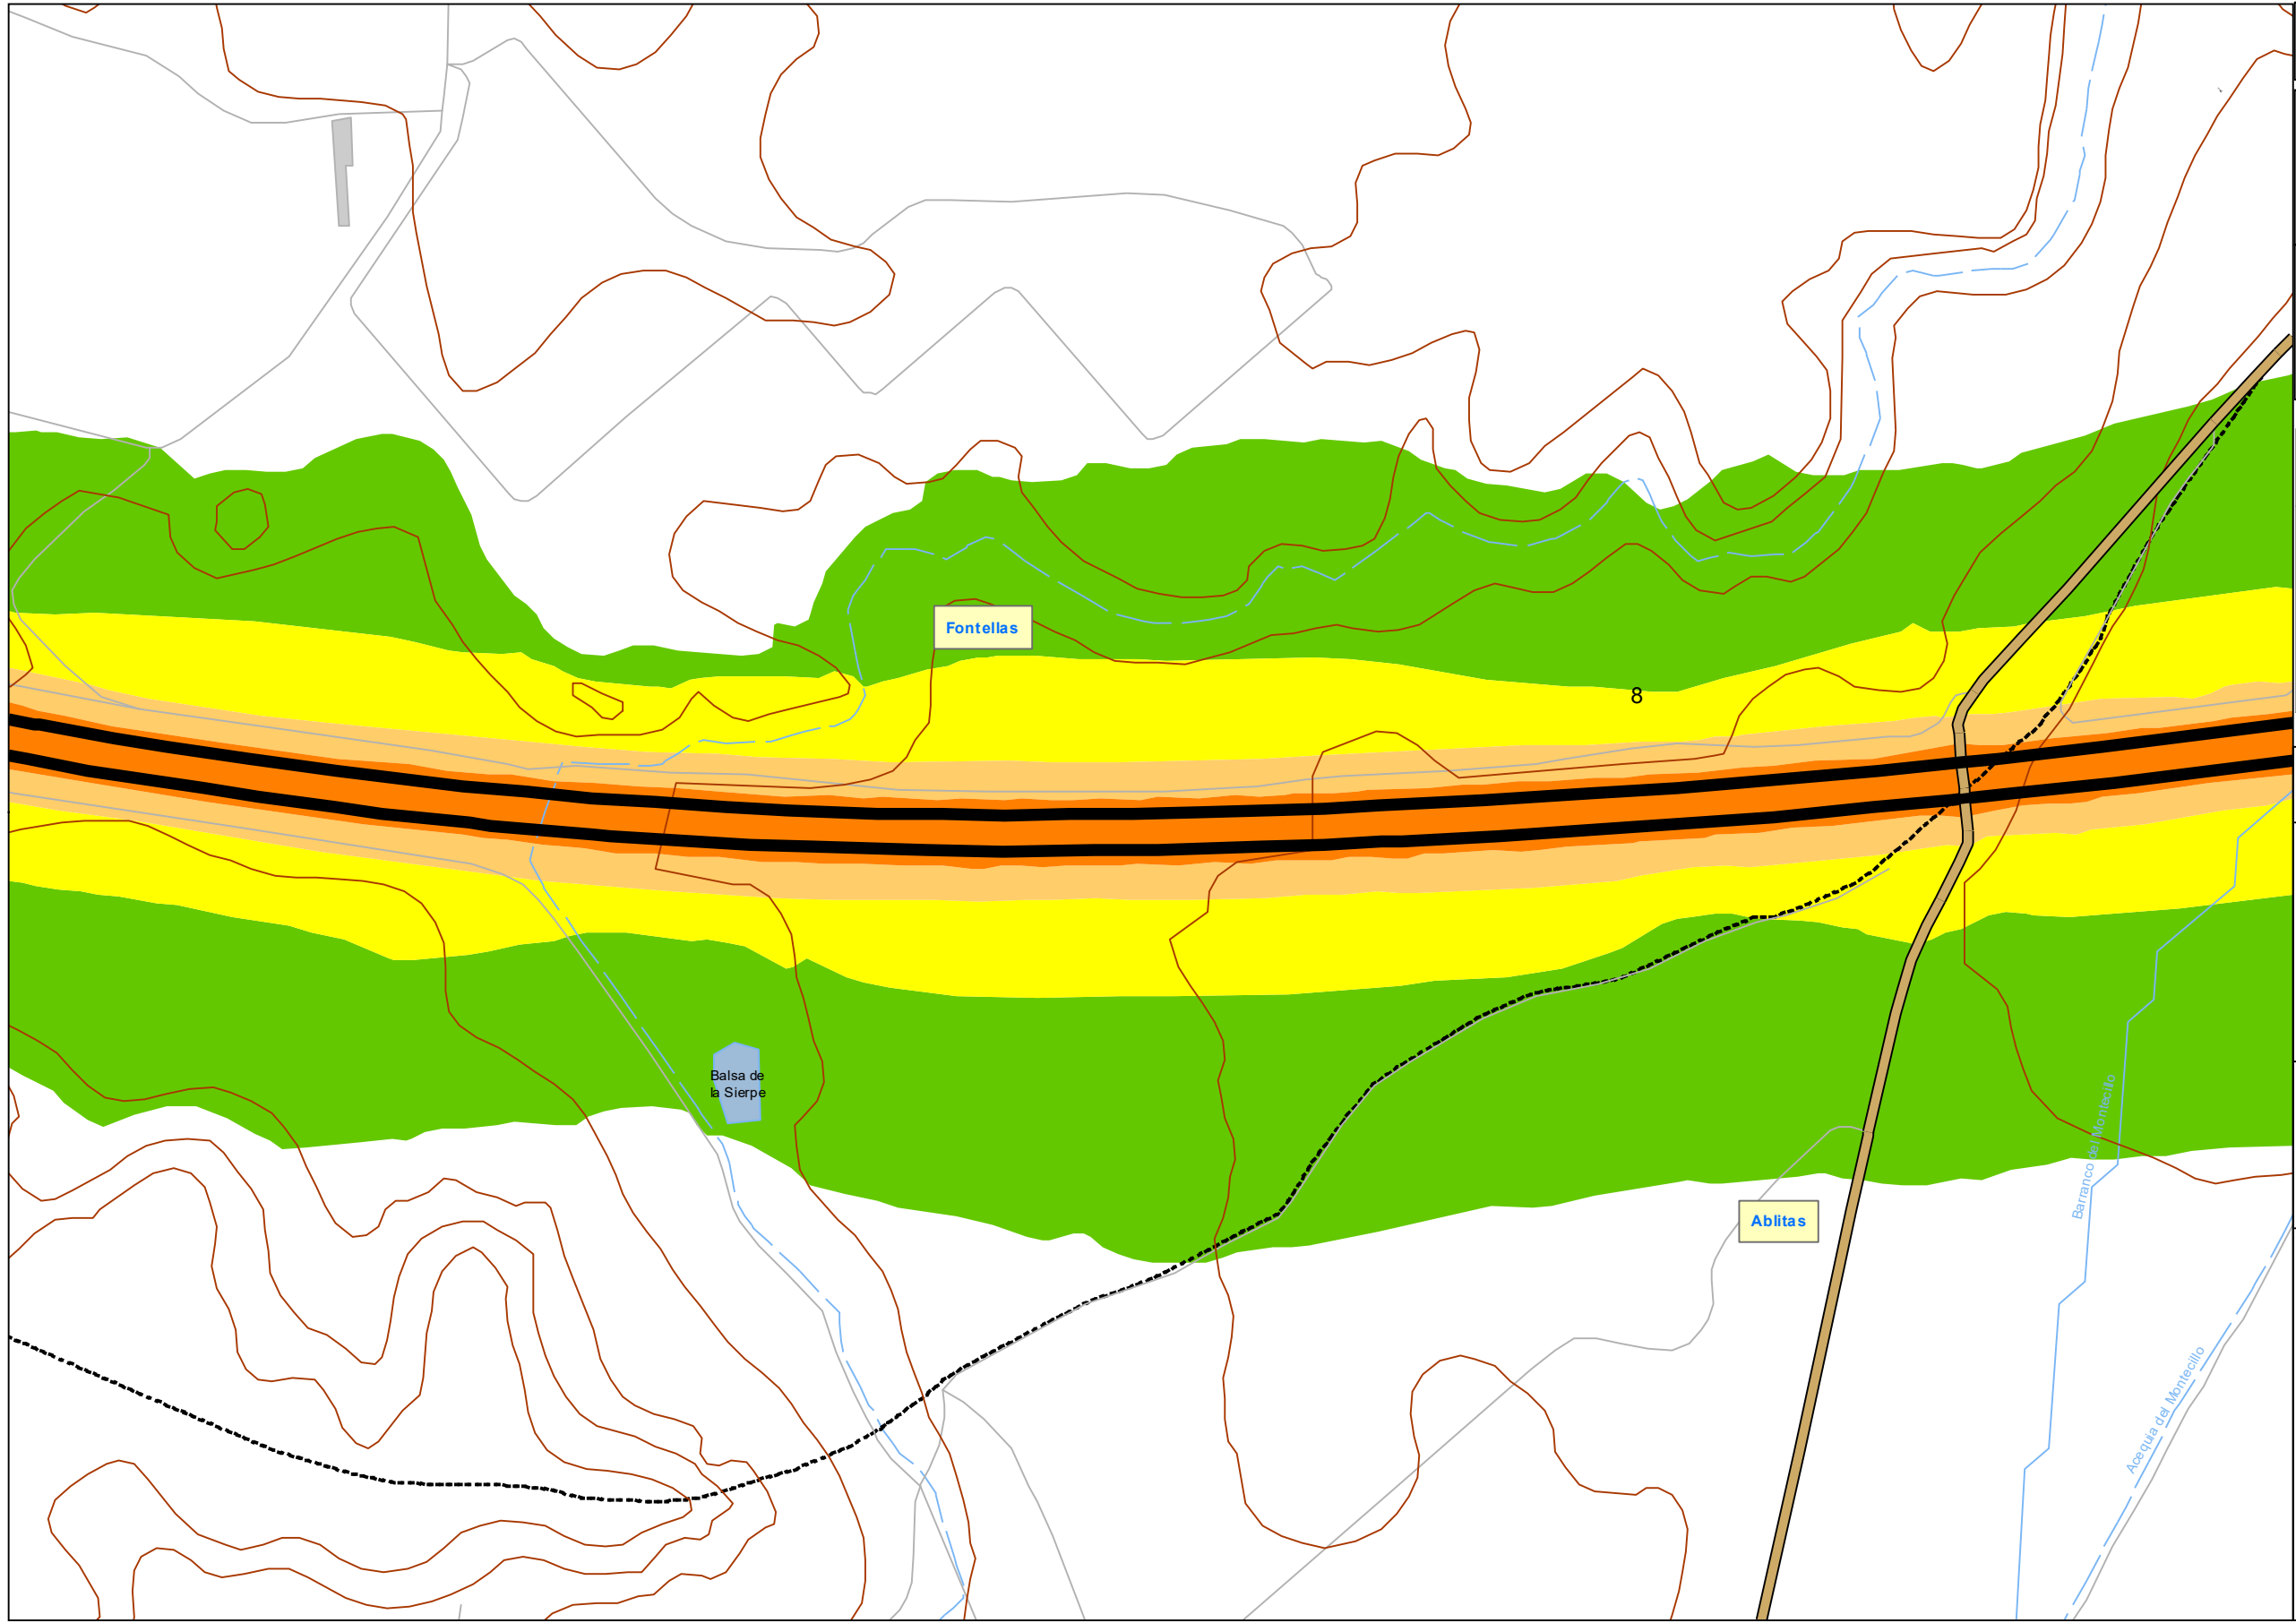 Fontellas
8
Balsa de
la Sierpe
Barranco del Montecillo
Ablitas
Acequia del Montecillo